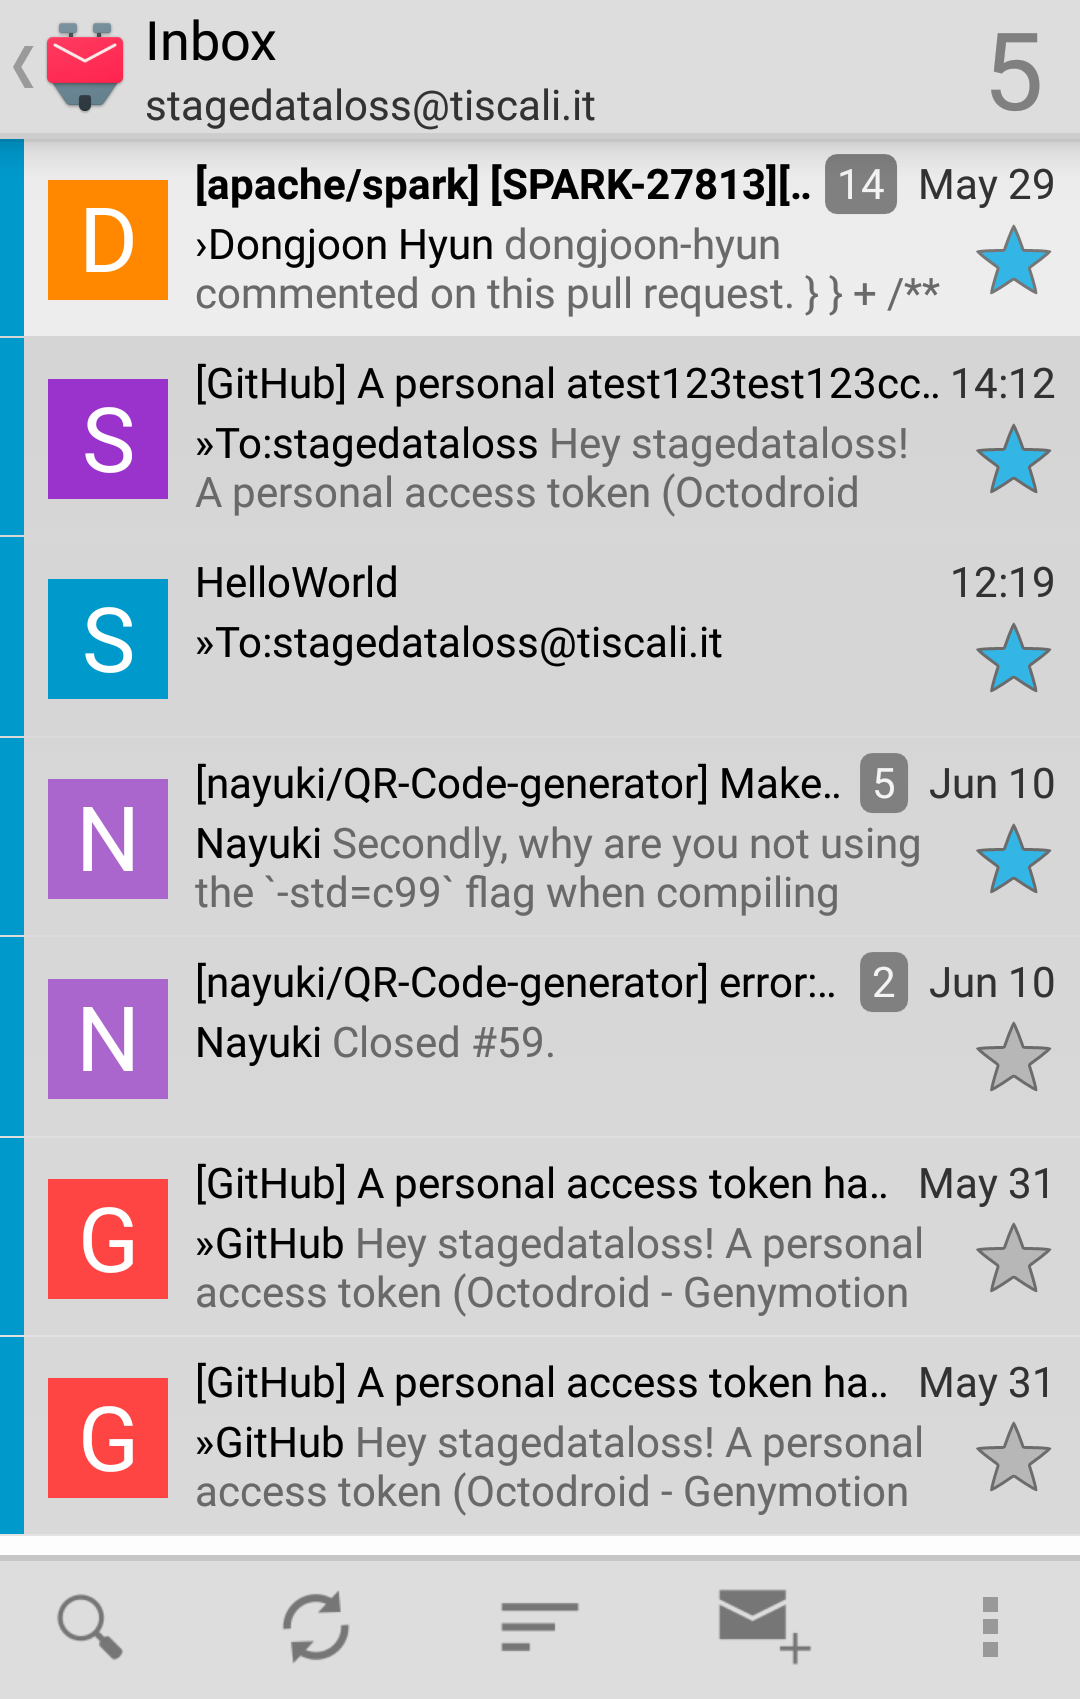 Inbox
5
stagedataloss@tiscali.it
D
[apache/spark] [SPARK-27813][.. 14 May 29
›Dongjoon Hyun dongjoon-hyun
commented on this pull request. } } + /**
S
[GitHub] A personal atest123test123cc.. 14:12
»To:stagedataloss Hey stagedataloss!
A personal access token (Octodroid
S
HelloWorld 12:19
»To:stagedataloss@tiscali.it
N
[nayuki/QR-Code-generator] Make.. 5 Jun 10
Nayuki Secondly, why are you not using
the `-std=c99` flag when compiling
N
[nayuki/QR-Code-generator] error:.. 2 Jun 10
Nayuki Closed #59.
G
[GitHub] A personal access token ha.. May 31
»GitHub Hey stagedataloss! A personal
access token (Octodroid - Genymotion
G
[GitHub] A personal access token ha.. May 31
»GitHub Hey stagedataloss! A personal
access token (Octodroid - Genymotion